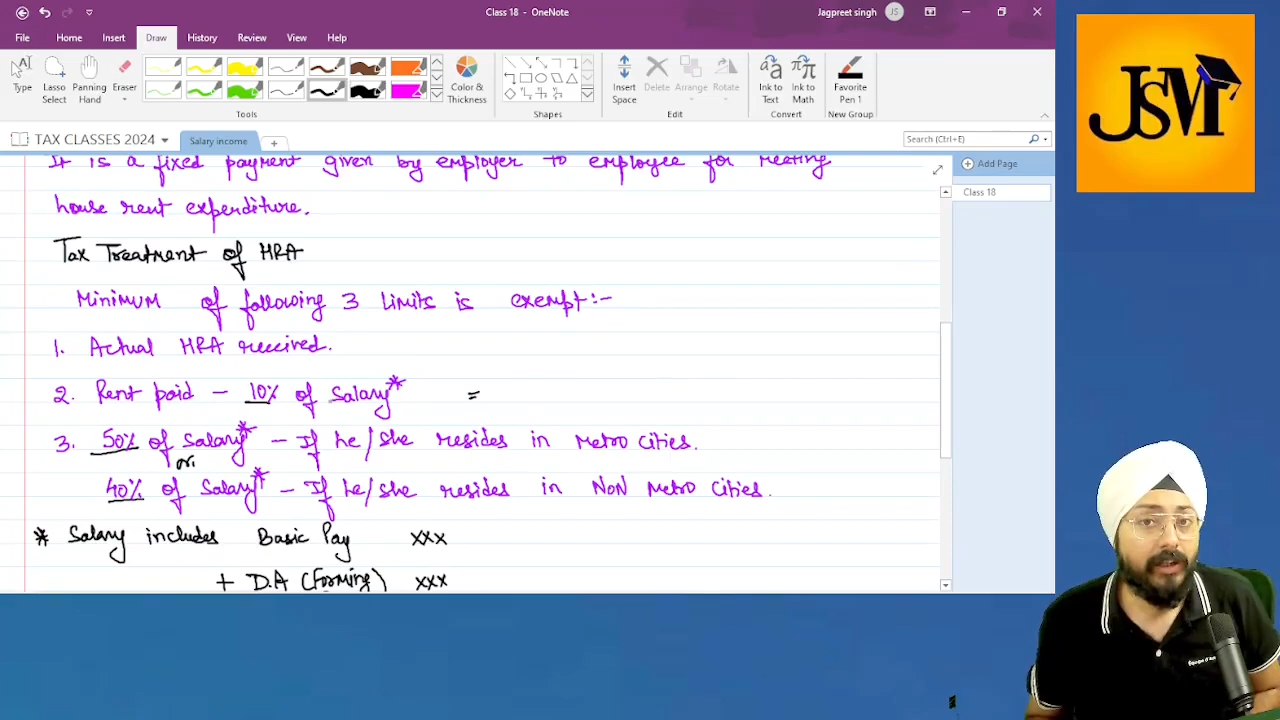 Class 18 - OneNote
Jagpreet singh JS
File Home Insert Draw History Review View Help
Type
Lasso Select
Panning Hand
Eraser
Color & Thickness
Insert Space
Delete
Arrange
Rotate
Ink to Text
Ink to Math
Favorite Pen 1
Tools Shapes Edit Convert New Group
TAX CLASSES 2024 Salary income
Search (Ctrl+E)
Add Page
Class 18
It is a fixed payment given by employer to employee for meeting
house rent expenditure.
Tax Treatment of HRA
Minimum of following 3 limits is exempt:-
1. Actual HRA received.
2. Rent paid - 10% of Salary* =
3. 50% of Salary* - If he/she resides in Metro Cities.
or
40% of Salary* - If he/she resides in NoN Metro Cities.
* Salary includes Basic Pay xxx
+ D.A (Forming) xxx
JSM